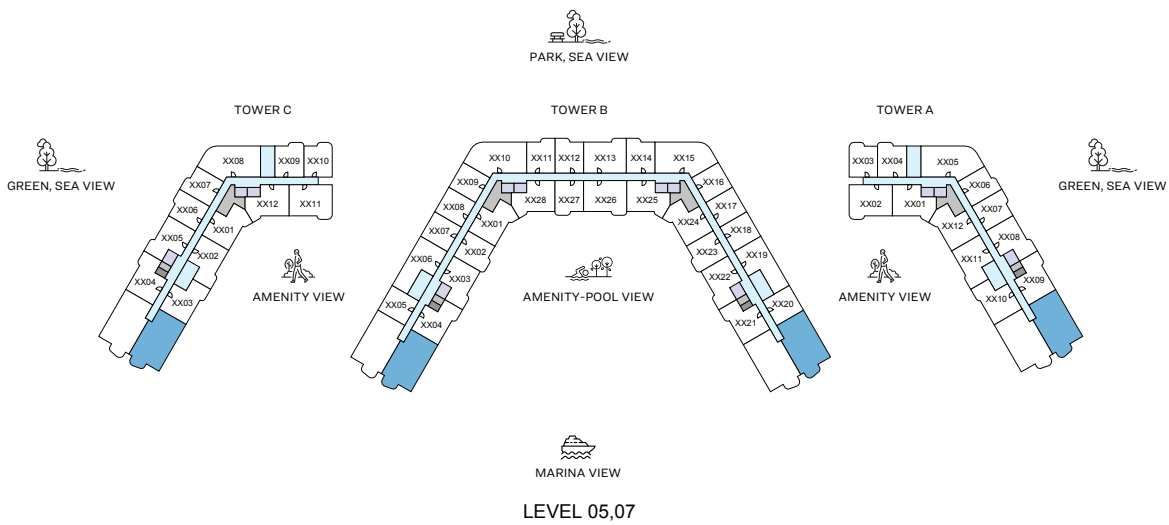 PARK, SEA VIEW
TOWER C
TOWER B
TOWER A
GREEN, SEA VIEW
GREEN, SEA VIEW
XX08
XX09
XX10
XX07
XX06
XX05
XX04
XX12
XX11
XX01
XX02
XX03
XX10
XX11
XX12
XX13
XX14
XX15
XX09
XX08
XX07
XX06
XX05
XX28
XX27
XX26
XX25
XX01
XX02
XX03
XX04
XX16
XX17
XX18
XX19
XX20
XX24
XX23
XX22
XX21
XX03
XX04
XX05
XX02
XX01
XX06
XX07
XX08
XX09
XX12
XX11
XX10
AMENITY VIEW
AMENITY-POOL VIEW
AMENITY VIEW
MARINA VIEW
LEVEL 05,07